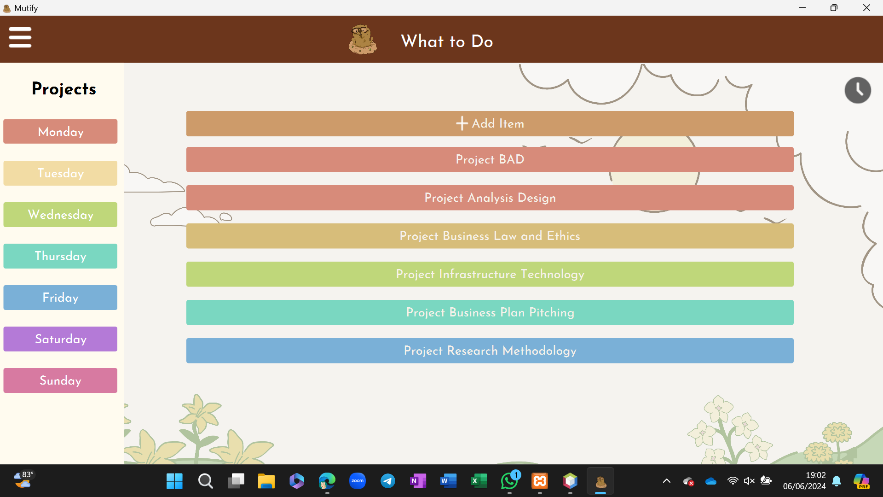 Mutify
What to Do
Projects
Monday
Tuesday
Wednesday
Thursday
Friday
Saturday
Sunday
+ Add Item
Project BAD
Project Analysis Design
Project Business Law and Ethics
Project Infrastructure Technology
Project Business Plan Pitching
Project Research Methodology
83°
zoom
1
19:02
06/06/2024